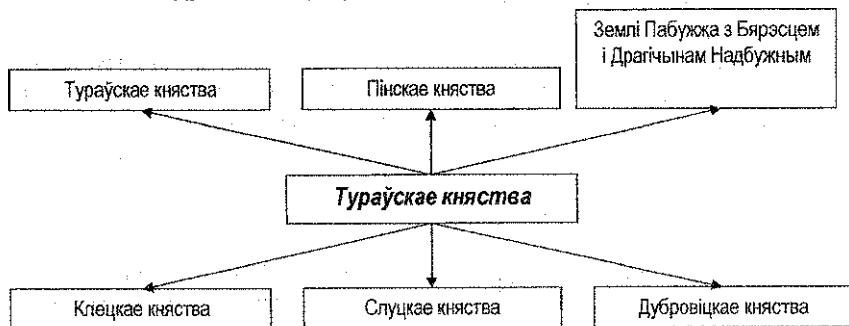 Землі Пабужжа з Бярэсцем
і Драгічынам Надбужным
Тураўскае княства
Пінскае княства
Тураўскае княства
Клецкае княства
Слуцкае княства
Дубровіцкае княства